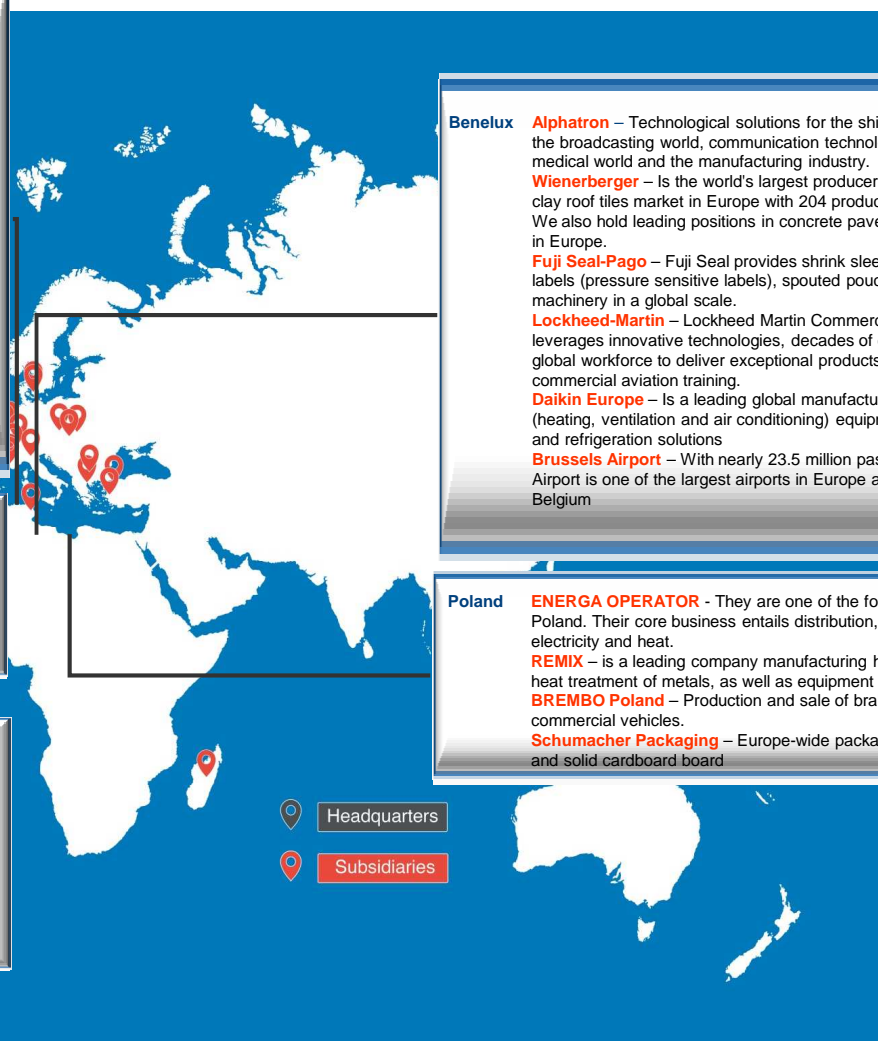 Benelux
Alphatron – Technological solutions for the shi
the broadcasting world, communication technol
medical world and the manufacturing industry.
Wienerberger – Is the world's largest producer
clay roof tiles market in Europe with 204 produc
We also hold leading positions in concrete pave
in Europe.
Fuji Seal-Pago – Fuji Seal provides shrink slee
labels (pressure sensitive labels), spouted pouc
machinery in a global scale.
Lockheed-Martin – Lockheed Martin Commerc
leverages innovative technologies, decades of
global workforce to deliver exceptional products
commercial aviation training.
Daikin Europe – Is a leading global manufactu
(heating, ventilation and air conditioning) equip
and refrigeration solutions
Brussels Airport – With nearly 23.5 million pas
Airport is one of the largest airports in Europe a
Belgium
Poland
ENERGA OPERATOR - They are one of the fo
Poland. Their core business entails distribution,
electricity and heat.
REMIX – is a leading company manufacturing h
heat treatment of metals, as well as equipment
BREMBO Poland – Production and sale of bra
commercial vehicles.
Schumacher Packaging – Europe-wide packa
and solid cardboard board
Headquarters
Subsidiaries